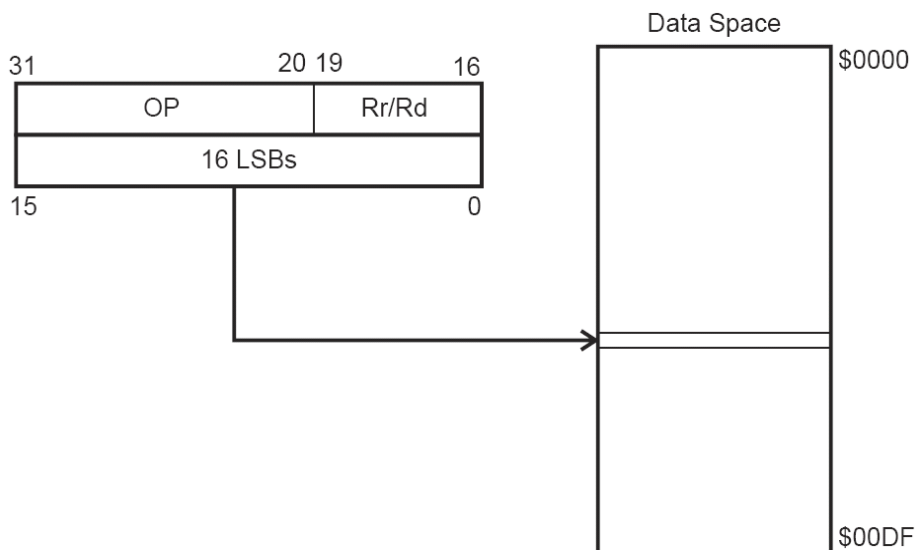 Data Space
31 20 19 16
$0000
OP Rr/Rd
16 LSBs
15 0
$00DF